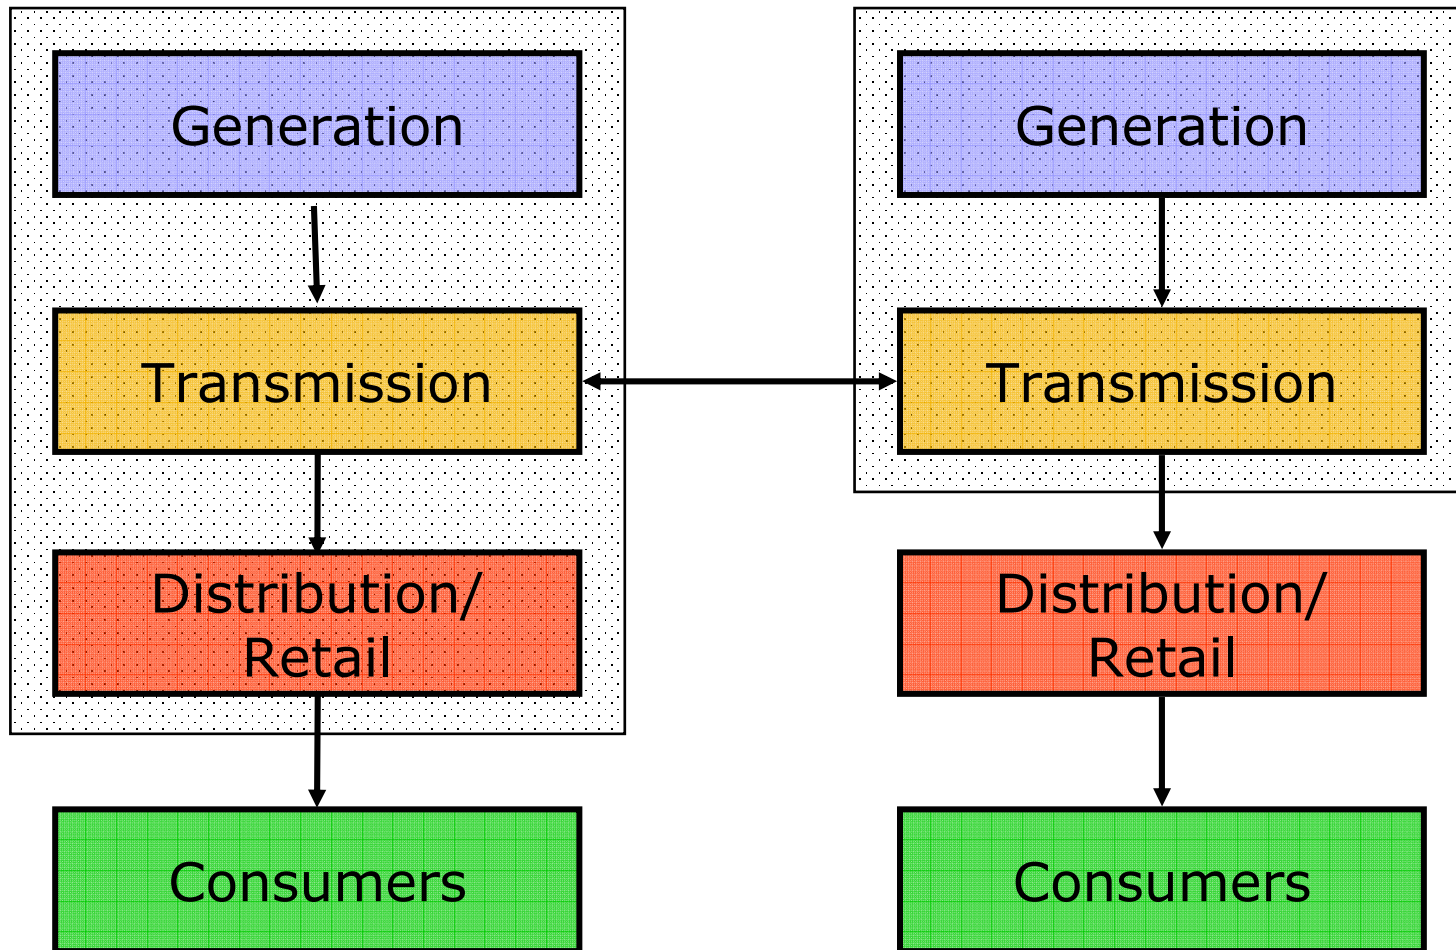 Generation
Generation
Transmission
Transmission
Distribution/
Retail
Distribution/
Retail
Consumers
Consumers